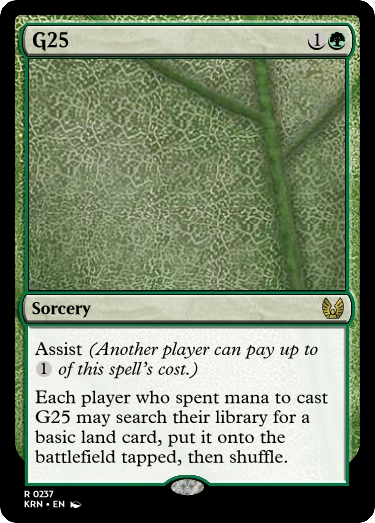 G25
1
Sorcery
Assist (Another player can pay up to
1 of this spell's cost.)
Each player who spent mana to cast
G25 may search their library for a
basic land card, put it onto the
battlefield tapped, then shuffle.
R 0237
KRN • EN